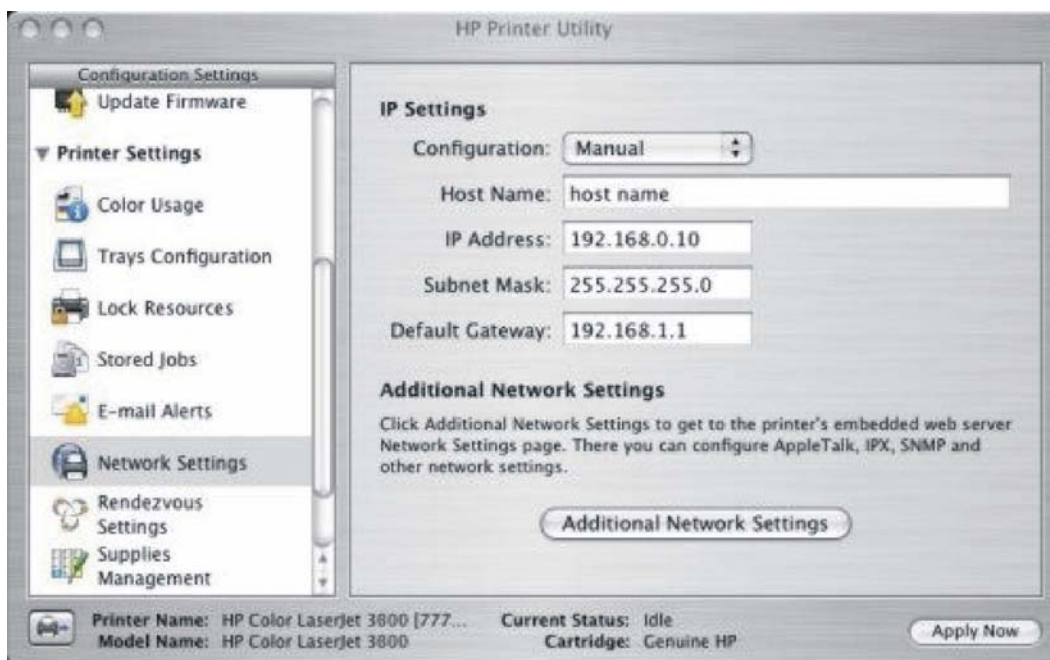 HP Printer Utility
Configuration Settings
Update Firmware
Printer Settings
Color Usage
Trays Configuration
Lock Resources
Stored Jobs
E-mail Alerts
Network Settings
Rendezvous
Settings
Supplies
Management
IP Settings
Configuration: Manual
Host Name: host name
IP Address: 192.168.0.10
Subnet Mask: 255.255.255.0
Default Gateway: 192.168.1.1
Additional Network Settings
Click Additional Network Settings to get to the printer's embedded web server
Network Settings page. There you can configure AppleTalk, IPX, SNMP and
other network settings.
Additional Network Settings
Printer Name: HP Color LaserJet 3800 [777...
Model Name: HP Color LaserJet 3800
Current Status: Idle
Cartridge: Genuine HP
Apply Now